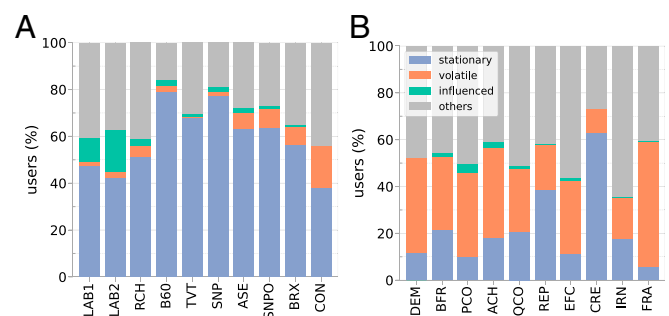 A
B
100
80
60
40
20
0
users (%)
LAB1
LAB2
RCH
B60
TVT
SNP
ASE
SNPO
BRX
CON
100
80
60
40
20
0
users (%)
stationary
volatile
influenced
others
DEM
BFR
PCO
ACH
QCO
REP
EFC
CRE
IRN
FRA